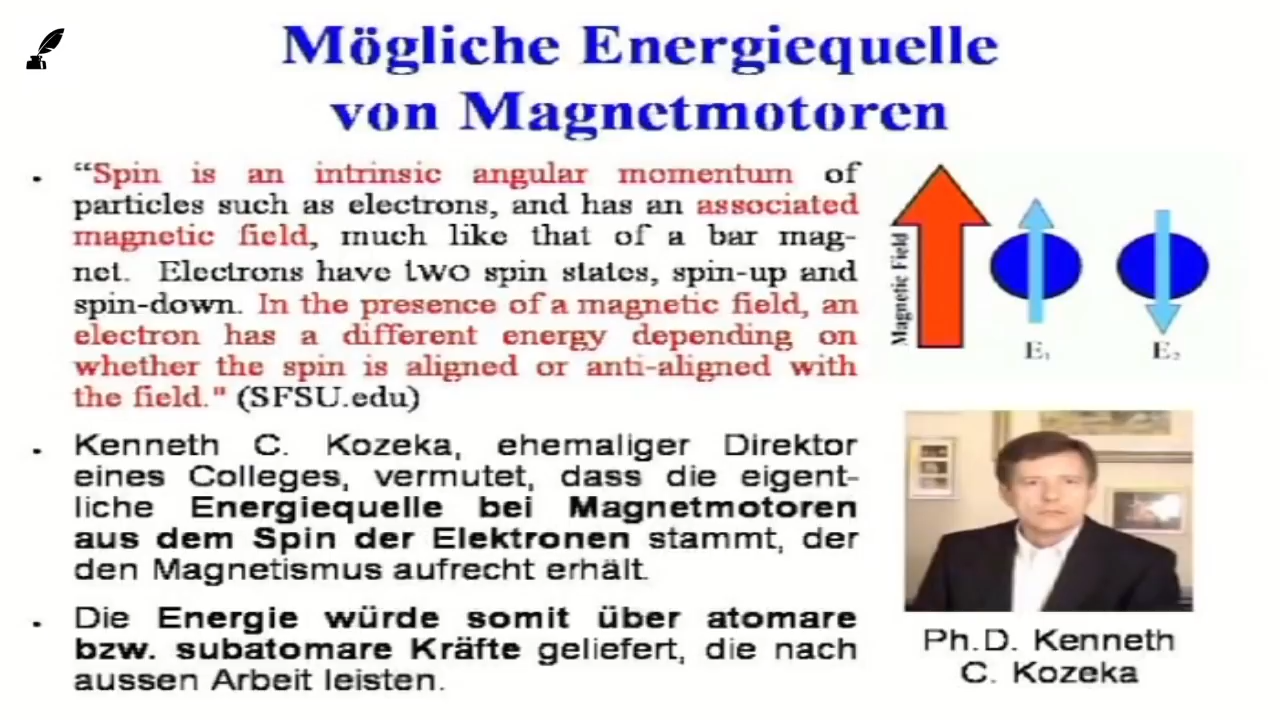 Mögliche Energiequelle
von Magnetmotoren
• “Spin is an intrinsic angular momentum of
particles such as electrons, and has an associated
magnetic field, much like that of a bar mag-
net. Electrons have two spin states, spin-up and
spin-down. In the presence of a magnetic field, an
electron has a different energy depending on
whether the spin is aligned or anti-aligned with
the field." (SFSU.edu)
Magnetic Field
E₁
E₂
• Kenneth C. Kozeka, ehemaliger Direktor
eines Colleges, vermutet, dass die eigent-
liche Energiequelle bei Magnetmotoren
aus dem Spin der Elektronen stammt, der
den Magnetismus aufrecht erhält.
• Die Energie würde somit über atomare
bzw. subatomare Kräfte geliefert, die nach
aussen Arbeit leisten.
Ph.D. Kenneth
C. Kozeka